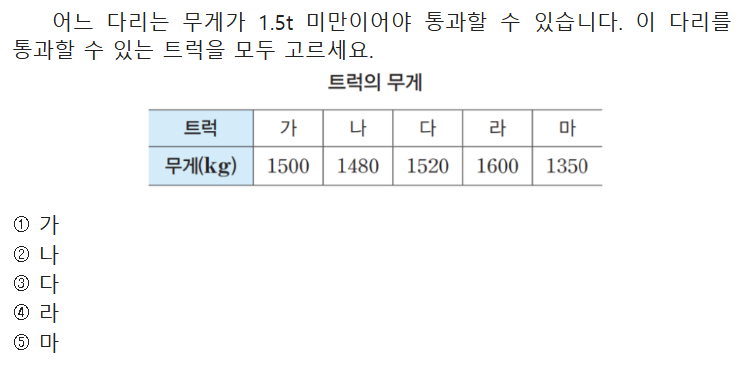 어느 다리는 무게가 1.5t 미만이어야 통과할 수 있습니다. 이 다리를
통과할 수 있는 트럭을 모두 고르세요.
트럭의 무게
트럭 가 나 다 라 마
무게(kg) 1500 1480 1520 1600 1350
① 가
② 나
③ 다
④ 라
⑤ 마